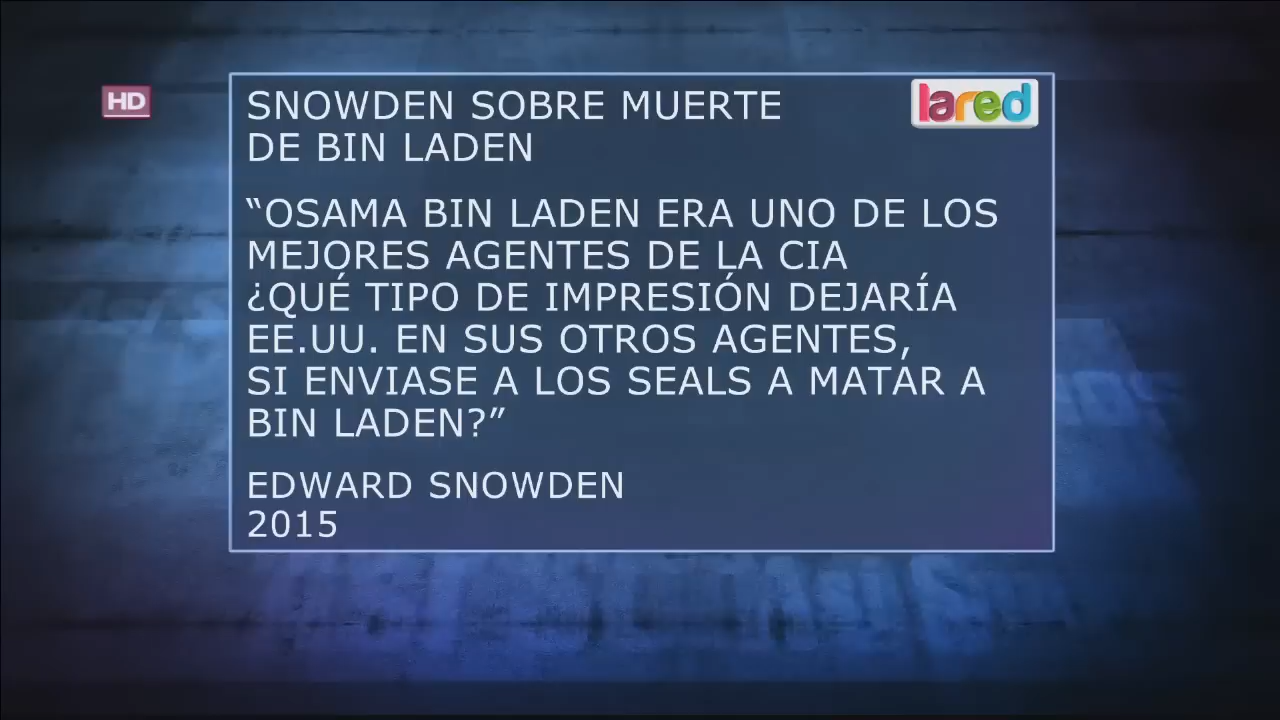 HD
lared
SNOWDEN SOBRE MUERTE
DE BIN LADEN
“OSAMA BIN LADEN ERA UNO DE LOS
MEJORES AGENTES DE LA CIA
¿QUÉ TIPO DE IMPRESIÓN DEJARÍA
EE.UU. EN SUS OTROS AGENTES,
SI ENVIASE A LOS SEALS A MATAR A
BIN LADEN?”
EDWARD SNOWDEN
2015